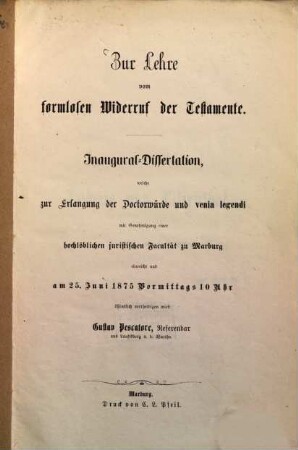 Zur Lehre
vom
formlosen Widerruf der Testamente.
Inaugural-Dissertation,
welche
zur Erlangung der Doctorwürde und venia legendi
mit Genehmigung einer
hochlöblichen juristischen Facultät zu Marburg
einreicht und
am 25. Juni 1875 Vormittags 10 Uhr
öffentlich vertheidigen wird
Gustav Pescatore, Referendar
aus
Marburg.
Druck von C. L. Pfeil.